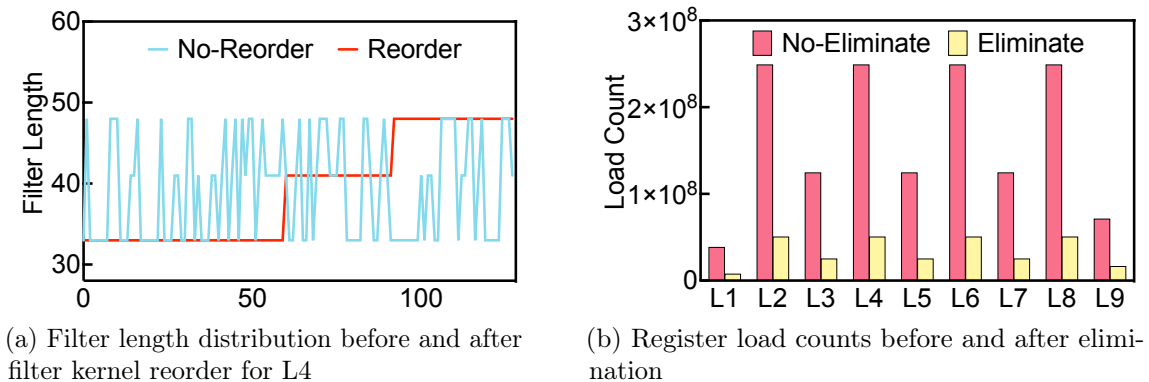 60
50
40
30
Filter Length
No-Reorder Reorder
0 50 100
(a) Filter length distribution before and after
filter kernel reorder for L4
3×10⁸
2×10⁸
1×10⁸
0
Load Count
No-Eliminate Eliminate
L1 L2 L3 L4 L5 L6 L7 L8 L9
(b) Register load counts before and after elimi-
nation